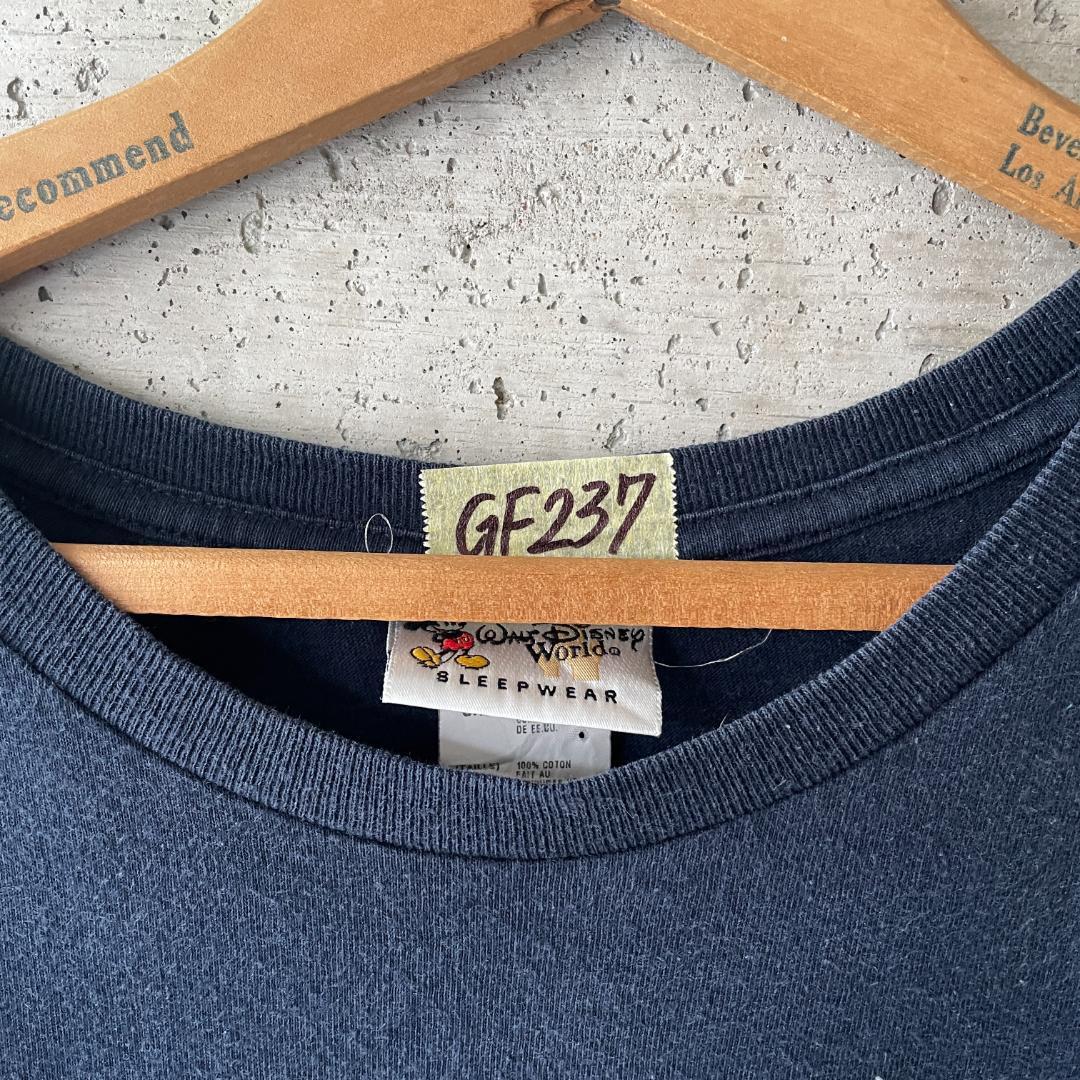 ecommend
Beve
Los A
GF237
WALT DISNEY
World®
SLEEPWEAR
DE EE.UU.
100% COTON
FAIT AU